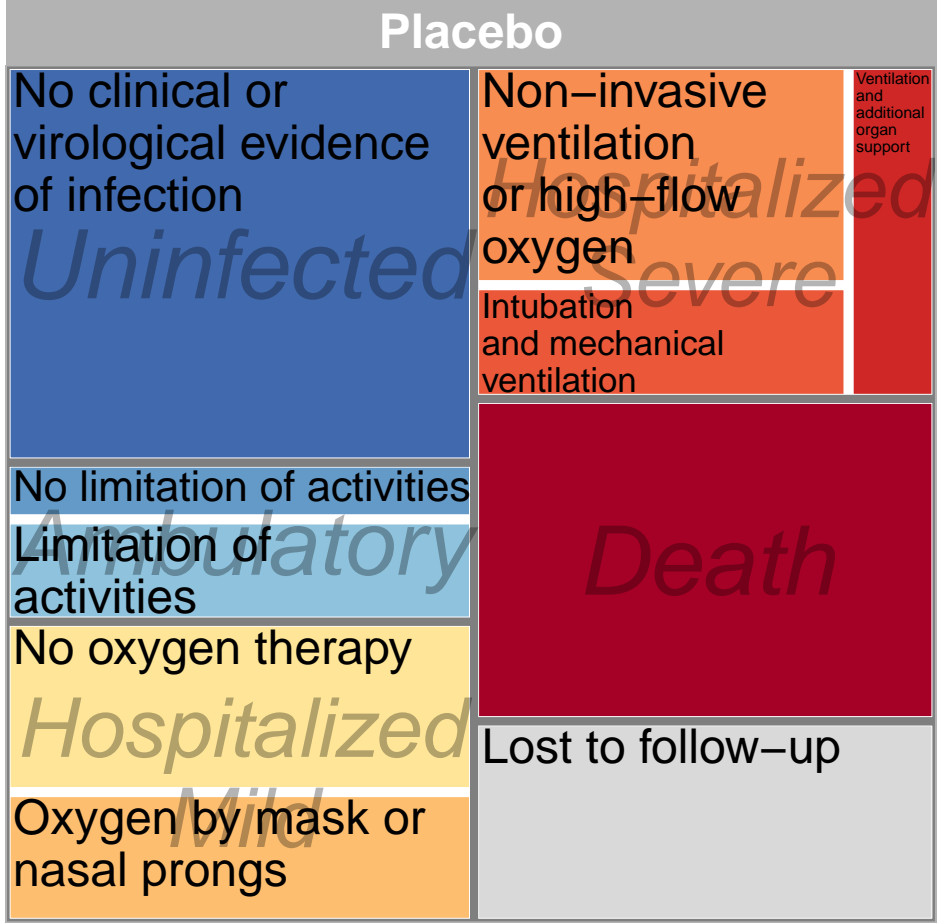 Placebo
No clinical or
virological evidence
of infection
Uninfected
No limitation of activities
Ambulatory
Limitation of
activities
No oxygen therapy
Hospitalized
Mild
Oxygen by mask or
nasal prongs
Non−invasive
ventilation
or high−flow
oxygen
Hospitalized
Severe
Intubation
and mechanical
ventilation
Ventilation
and
additional
organ
support
Death
Lost to follow−up